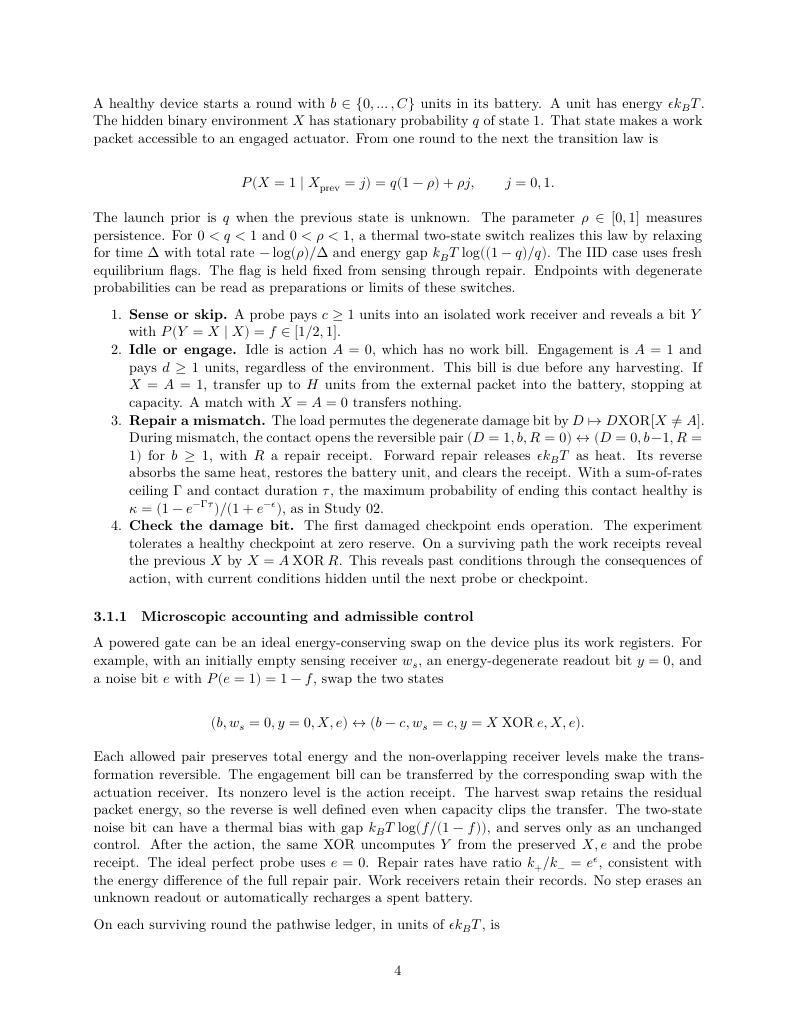 A healthy device starts a round with b ∈ {0, … , C} units in its battery. A unit has energy ϵk_BT.
The hidden binary environment X has stationary probability q of state 1. That state makes a work
packet accessible to an engaged actuator. From one round to the next the transition law is
P(X = 1 | X_prev = j) = q(1 − ρ) + ρj, j = 0, 1.
The launch prior is q when the previous state is unknown. The parameter ρ ∈ [0, 1] measures
persistence. For 0 < q < 1 and 0 < ρ < 1, a thermal two-state switch realizes this law by relaxing
for time Δ with total rate − log(ρ)/Δ and energy gap k_BT log((1 − q)/q). The IID case uses fresh
equilibrium flags. The flag is held fixed from sensing through repair. Endpoints with degenerate
probabilities can be read as preparations or limits of these switches.
1. Sense or skip. A probe pays c ≥ 1 units into an isolated work receiver and reveals a bit Y
with P(Y = X | X) = f ∈ [1/2, 1].
2. Idle or engage. Idle is action A = 0, which has no work bill. Engagement is A = 1 and
pays d ≥ 1 units, regardless of the environment. This bill is due before any harvesting. If
X = A = 1, transfer up to H units from the external packet into the battery, stopping at
capacity. A match with X = A = 0 transfers nothing.
3. Repair a mismatch. The load permutes the degenerate damage bit by D ↦ DXOR[X ≠ A].
During mismatch, the contact opens the reversible pair (D = 1, b, R = 0) ↔ (D = 0, b−1, R =
1) for b ≥ 1, with R a repair receipt. Forward repair releases ϵk_BT as heat. Its reverse
absorbs the same heat, restores the battery unit, and clears the receipt. With a sum-of-rates
ceiling Γ and contact duration τ, the maximum probability of ending this contact healthy is
κ = (1 − e^{−Γτ})/(1 + e^{−ϵ}), as in Study 02.
4. Check the damage bit. The first damaged checkpoint ends operation. The experiment
tolerates a healthy checkpoint at zero reserve. On a surviving path the work receipts reveal
the previous X by X = A XOR R. This reveals past conditions through the consequences of
action, with current conditions hidden until the next probe or checkpoint.
3.1.1 Microscopic accounting and admissible control
A powered gate can be an ideal energy-conserving swap on the device plus its work registers. For
example, with an initially empty sensing receiver w_s, an energy-degenerate readout bit y = 0, and
a noise bit e with P(e = 1) = 1 − f, swap the two states
(b, w_s = 0, y = 0, X, e) ↔ (b − c, w_s = c, y = X XOR e, X, e).
Each allowed pair preserves total energy and the non-overlapping receiver levels make the trans-
formation reversible. The engagement bill can be transferred by the corresponding swap with the
actuation receiver. Its nonzero level is the action receipt. The harvest swap retains the residual
packet energy, so the reverse is well defined even when capacity clips the transfer. The two-state
noise bit can have a thermal bias with gap k_BT log(f/(1 − f)), and serves only as an unchanged
control. After the action, the same XOR uncomputes Y from the preserved X, e and the probe
receipt. The ideal perfect probe uses e = 0. Repair rates have ratio k_+/k_− = e^ϵ, consistent with
the energy difference of the full repair pair. Work receivers retain their records. No step erases an
unknown readout or automatically recharges a spent battery.
On each surviving round the pathwise ledger, in units of ϵk_BT, is
4